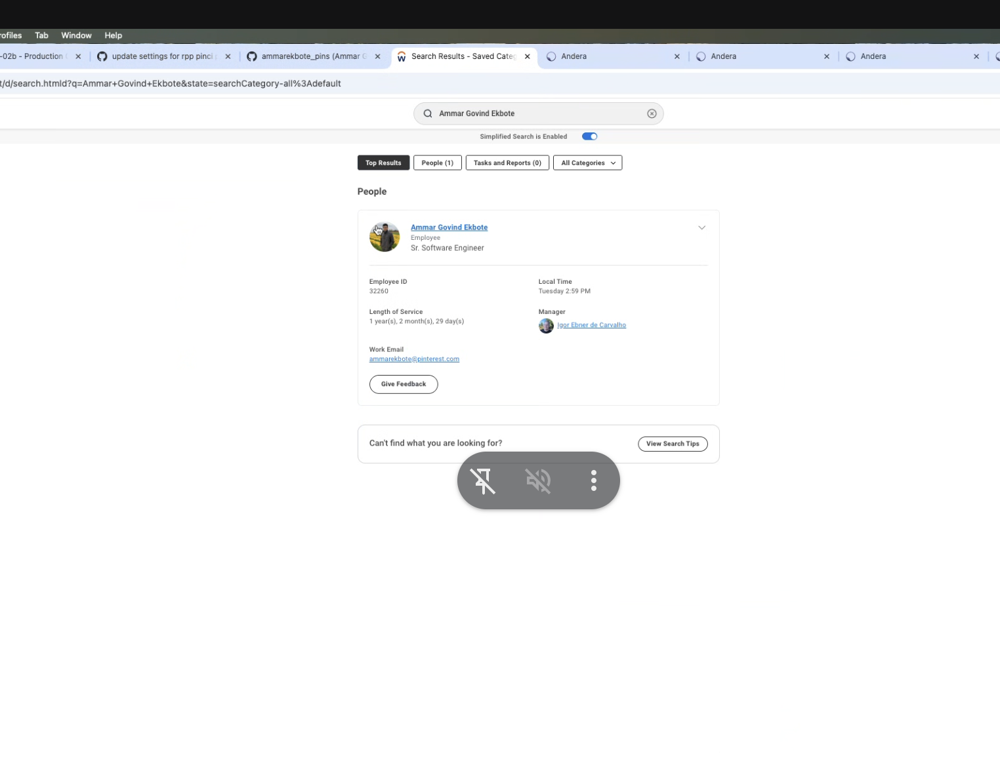 rofiles Tab Window Help
-02b - Production
update settings for rpp pinci
ammarekbote_pins (Ammar G
Search Results - Saved Categ
Andera
Andera
Andera
t/d/search.htmld?q=Ammar+Govind+Ekbote&state=searchCategory-all%3Adefault
Ammar Govind Ekbote
Simplified Search is Enabled
Top Results
People (1)
Tasks and Reports (0)
All Categories
People
Ammar Govind Ekbote
Employee
Sr. Software Engineer
Employee ID
32260
Local Time
Tuesday 2:59 PM
Length of Service
1 year(s), 2 month(s), 29 day(s)
Manager
Igor Ebner de Carvalho
Work Email
ammarekbote@pinterest.com
Give Feedback
Can't find what you are looking for?
View Search Tips